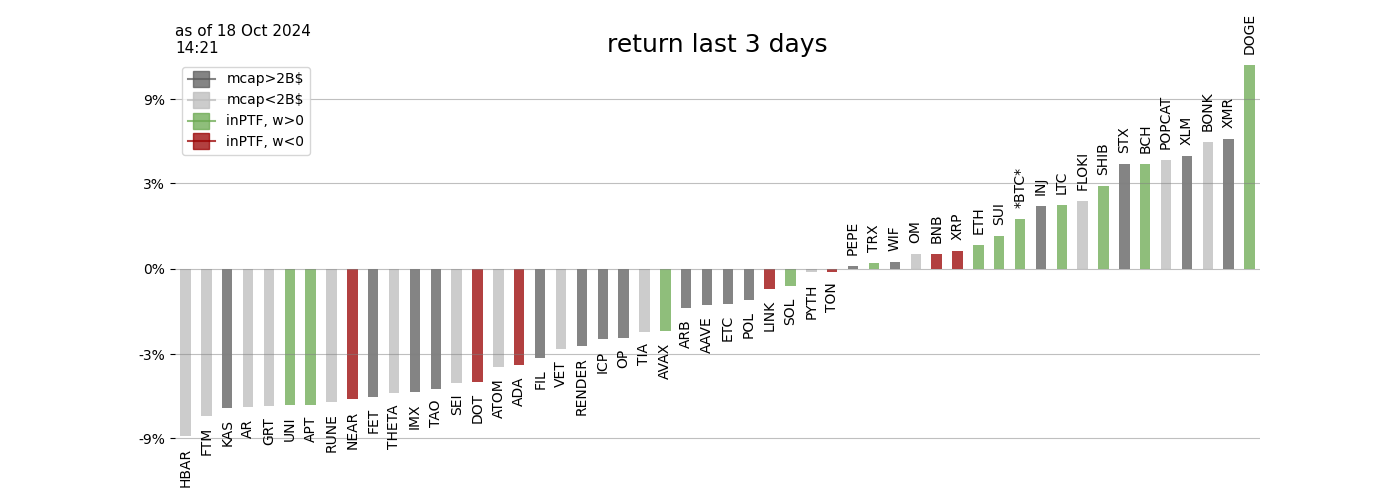 as of 18 Oct 2024
14:21
return last 3 days
mcap>2B$
mcap<2B$
inPTF, w>0
inPTF, w<0
9%
3%
0%
-3%
-9%
HBAR
FTM
KAS
AR
GRT
UNI
APT
RUNE
NEAR
FET
THETA
IMX
TAO
SEI
DOT
ATOM
ADA
FIL
VET
RENDER
ICP
OP
TIA
AVAX
ARB
AAVE
ETC
POL
LINK
SOL
PYTH
TON
PEPE
TRX
WIF
OM
BNB
XRP
ETH
SUI
*BTC*
INJ
LTC
FLOKI
SHIB
STX
BCH
POPCAT
XLM
BONK
XMR
DOGE